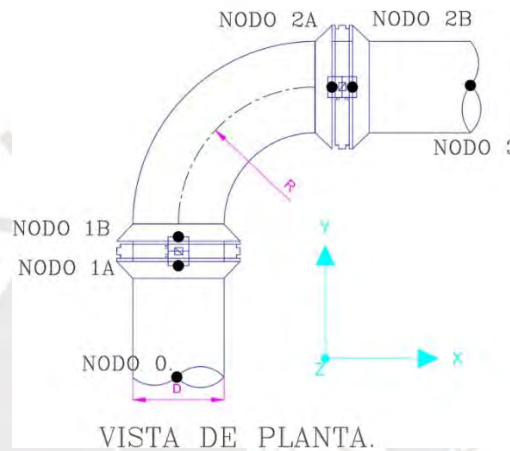 NODO 2A NODO 2B
NODO 3
R
NODO 1B
NODO 1A
Y
NODO 0.
Z X
D
VISTA DE PLANTA.